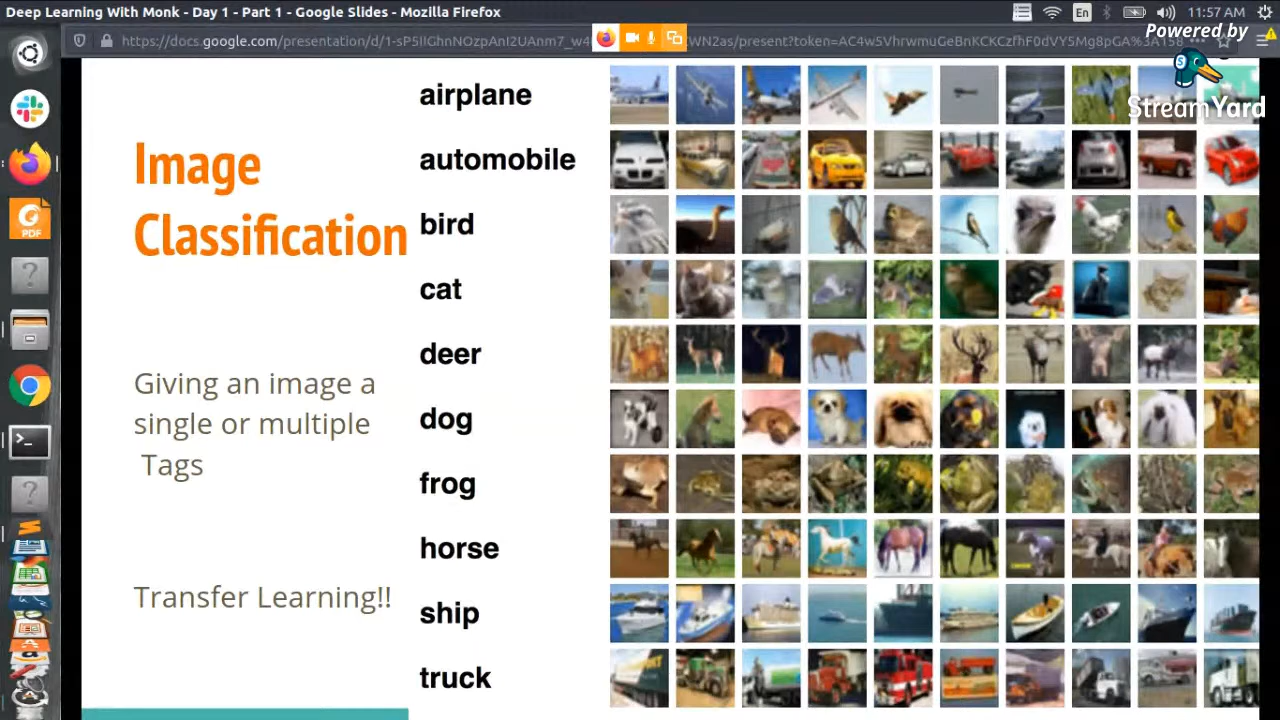 Deep Learning With Monk - Day 1 - Part 1 - Google Slides - Mozilla Firefox
En
11:57 AM
Powered by
StreamYard
PDF
Image
Classification
Giving an image a
single or multiple
Tags
Transfer Learning!!
airplane
automobile
bird
cat
deer
dog
frog
horse
ship
truck